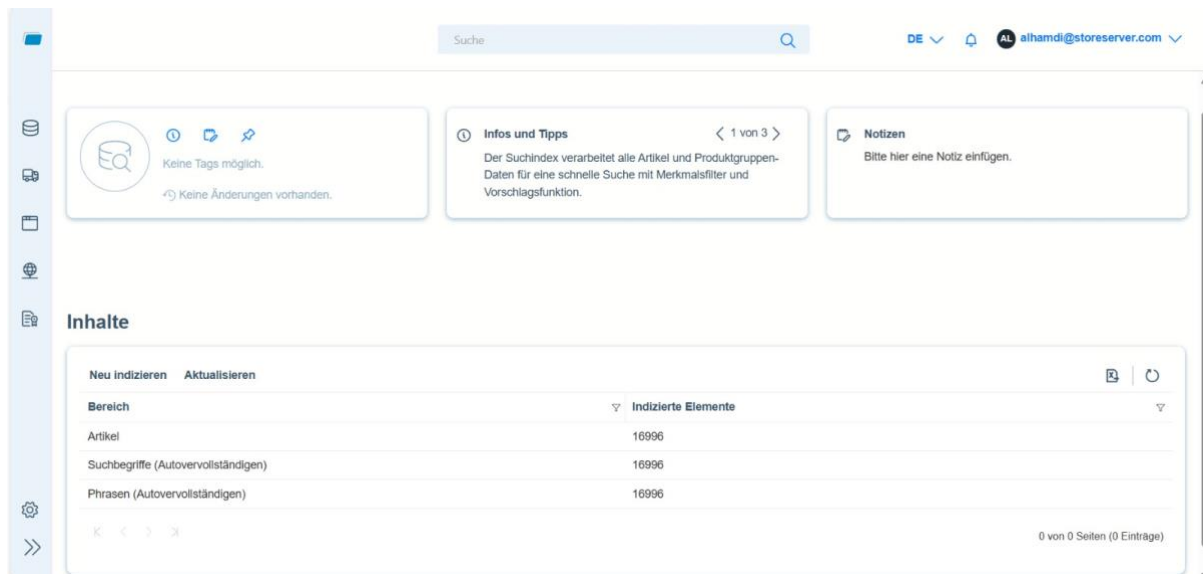 Suche
DE
AL alhamdi@storeserver.com
Keine Tags möglich.
Keine Änderungen vorhanden.
Infos und Tipps
1 von 3
Der Suchindex verarbeitet alle Artikel und Produktgruppen-
Daten für eine schnelle Suche mit Merkmalsfilter und
Vorschlagsfunktion.
Notizen
Bitte hier eine Notiz einfügen.
Inhalte
Neu indizieren Aktualisieren
Bereich Indizierte Elemente
Artikel 16996
Suchbegriffe (Autovervollständigen) 16996
Phrasen (Autovervollständigen) 16996
0 von 0 Seiten (0 Einträge)